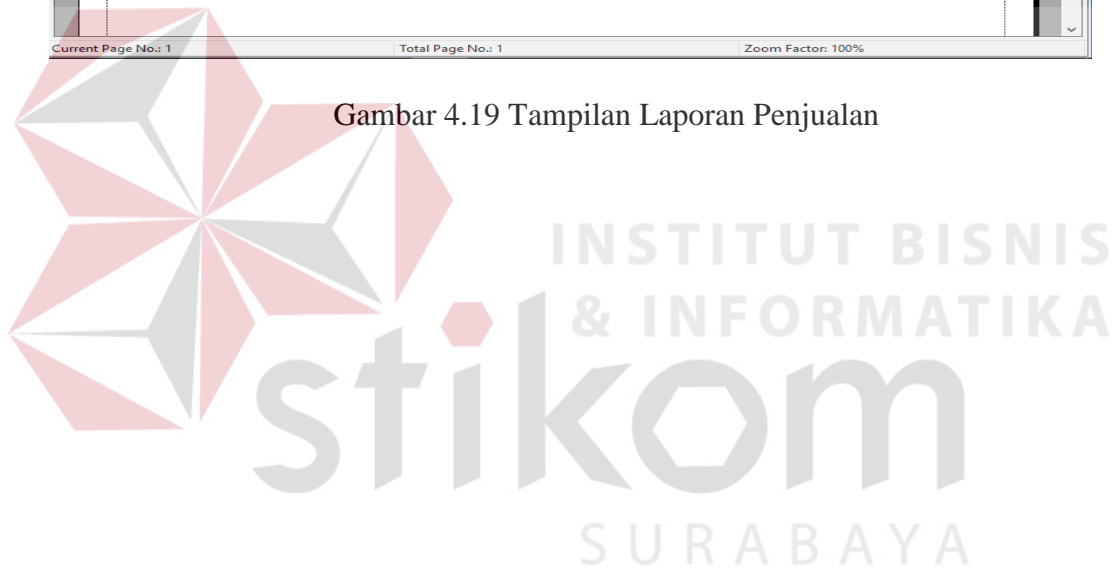 Current Page No.: 1 Total Page No.: 1 Zoom Factor: 100%
Gambar 4.19 Tampilan Laporan Penjualan
INSTITUT BISNIS
& INFORMATIKA
stikom
SURABAYA